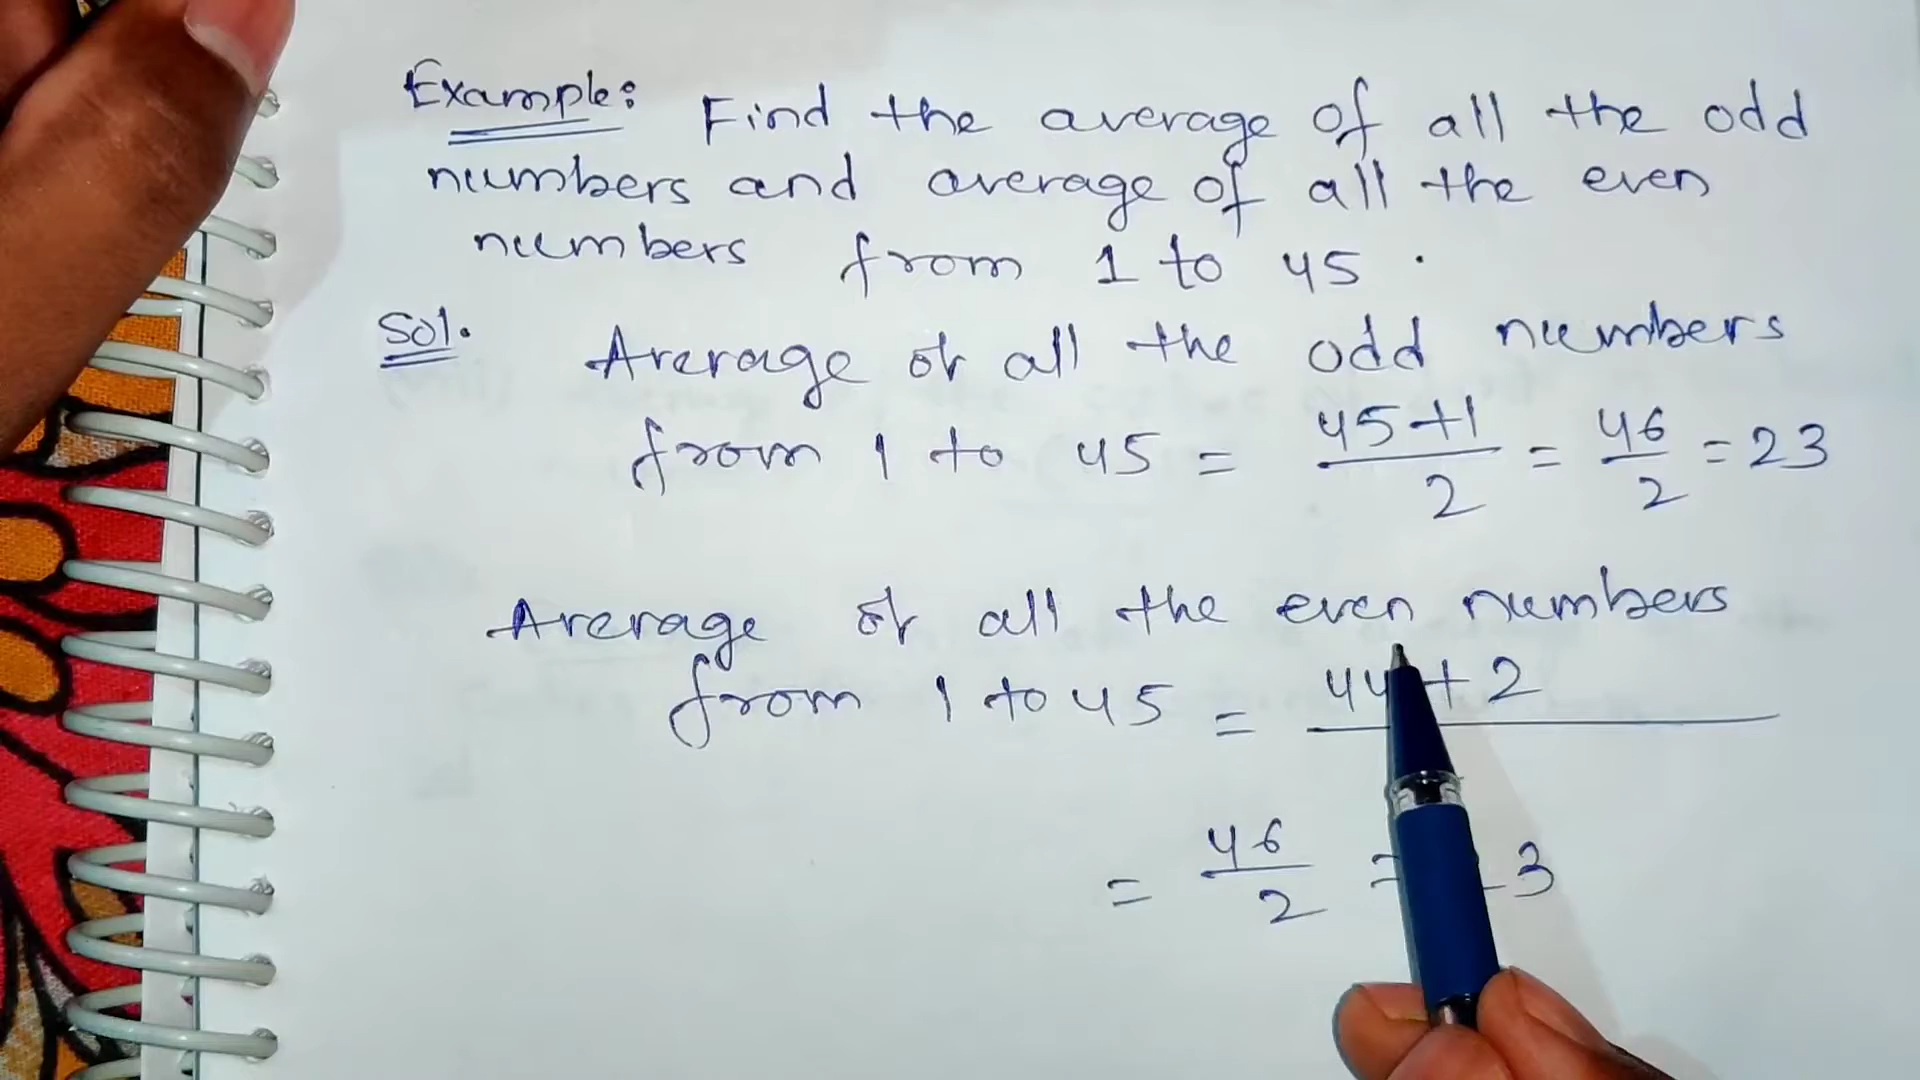 Example: Find the average of all the odd
numbers and average of all the even
numbers from 1 to 45.
Sol. Average of all the odd numbers
from 1 to 45 = 45+1/2 = 46/2 = 23
Average of all the even numbers
from 1 to 45 = 44+2
= 46/2 = 3